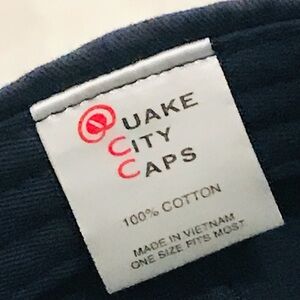 QUAKE
CITY
CAPS
100% COTTON
MADE IN VIETNAM
ONE SIZE FITS MOST